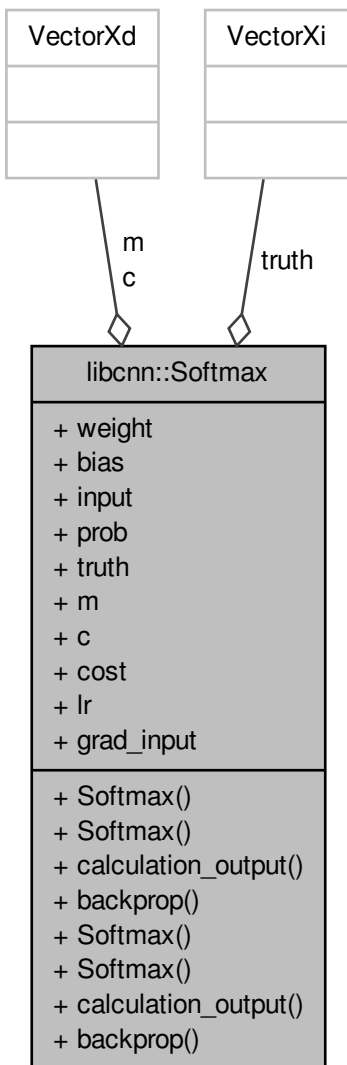 VectorXd
VectorXi
m
c
truth
libcnn::Softmax
+ weight
+ bias
+ input
+ prob
+ truth
+ m
+ c
+ cost
+ lr
+ grad_input
+ Softmax()
+ Softmax()
+ calculation_output()
+ backprop()
+ Softmax()
+ Softmax()
+ calculation_output()
+ backprop()